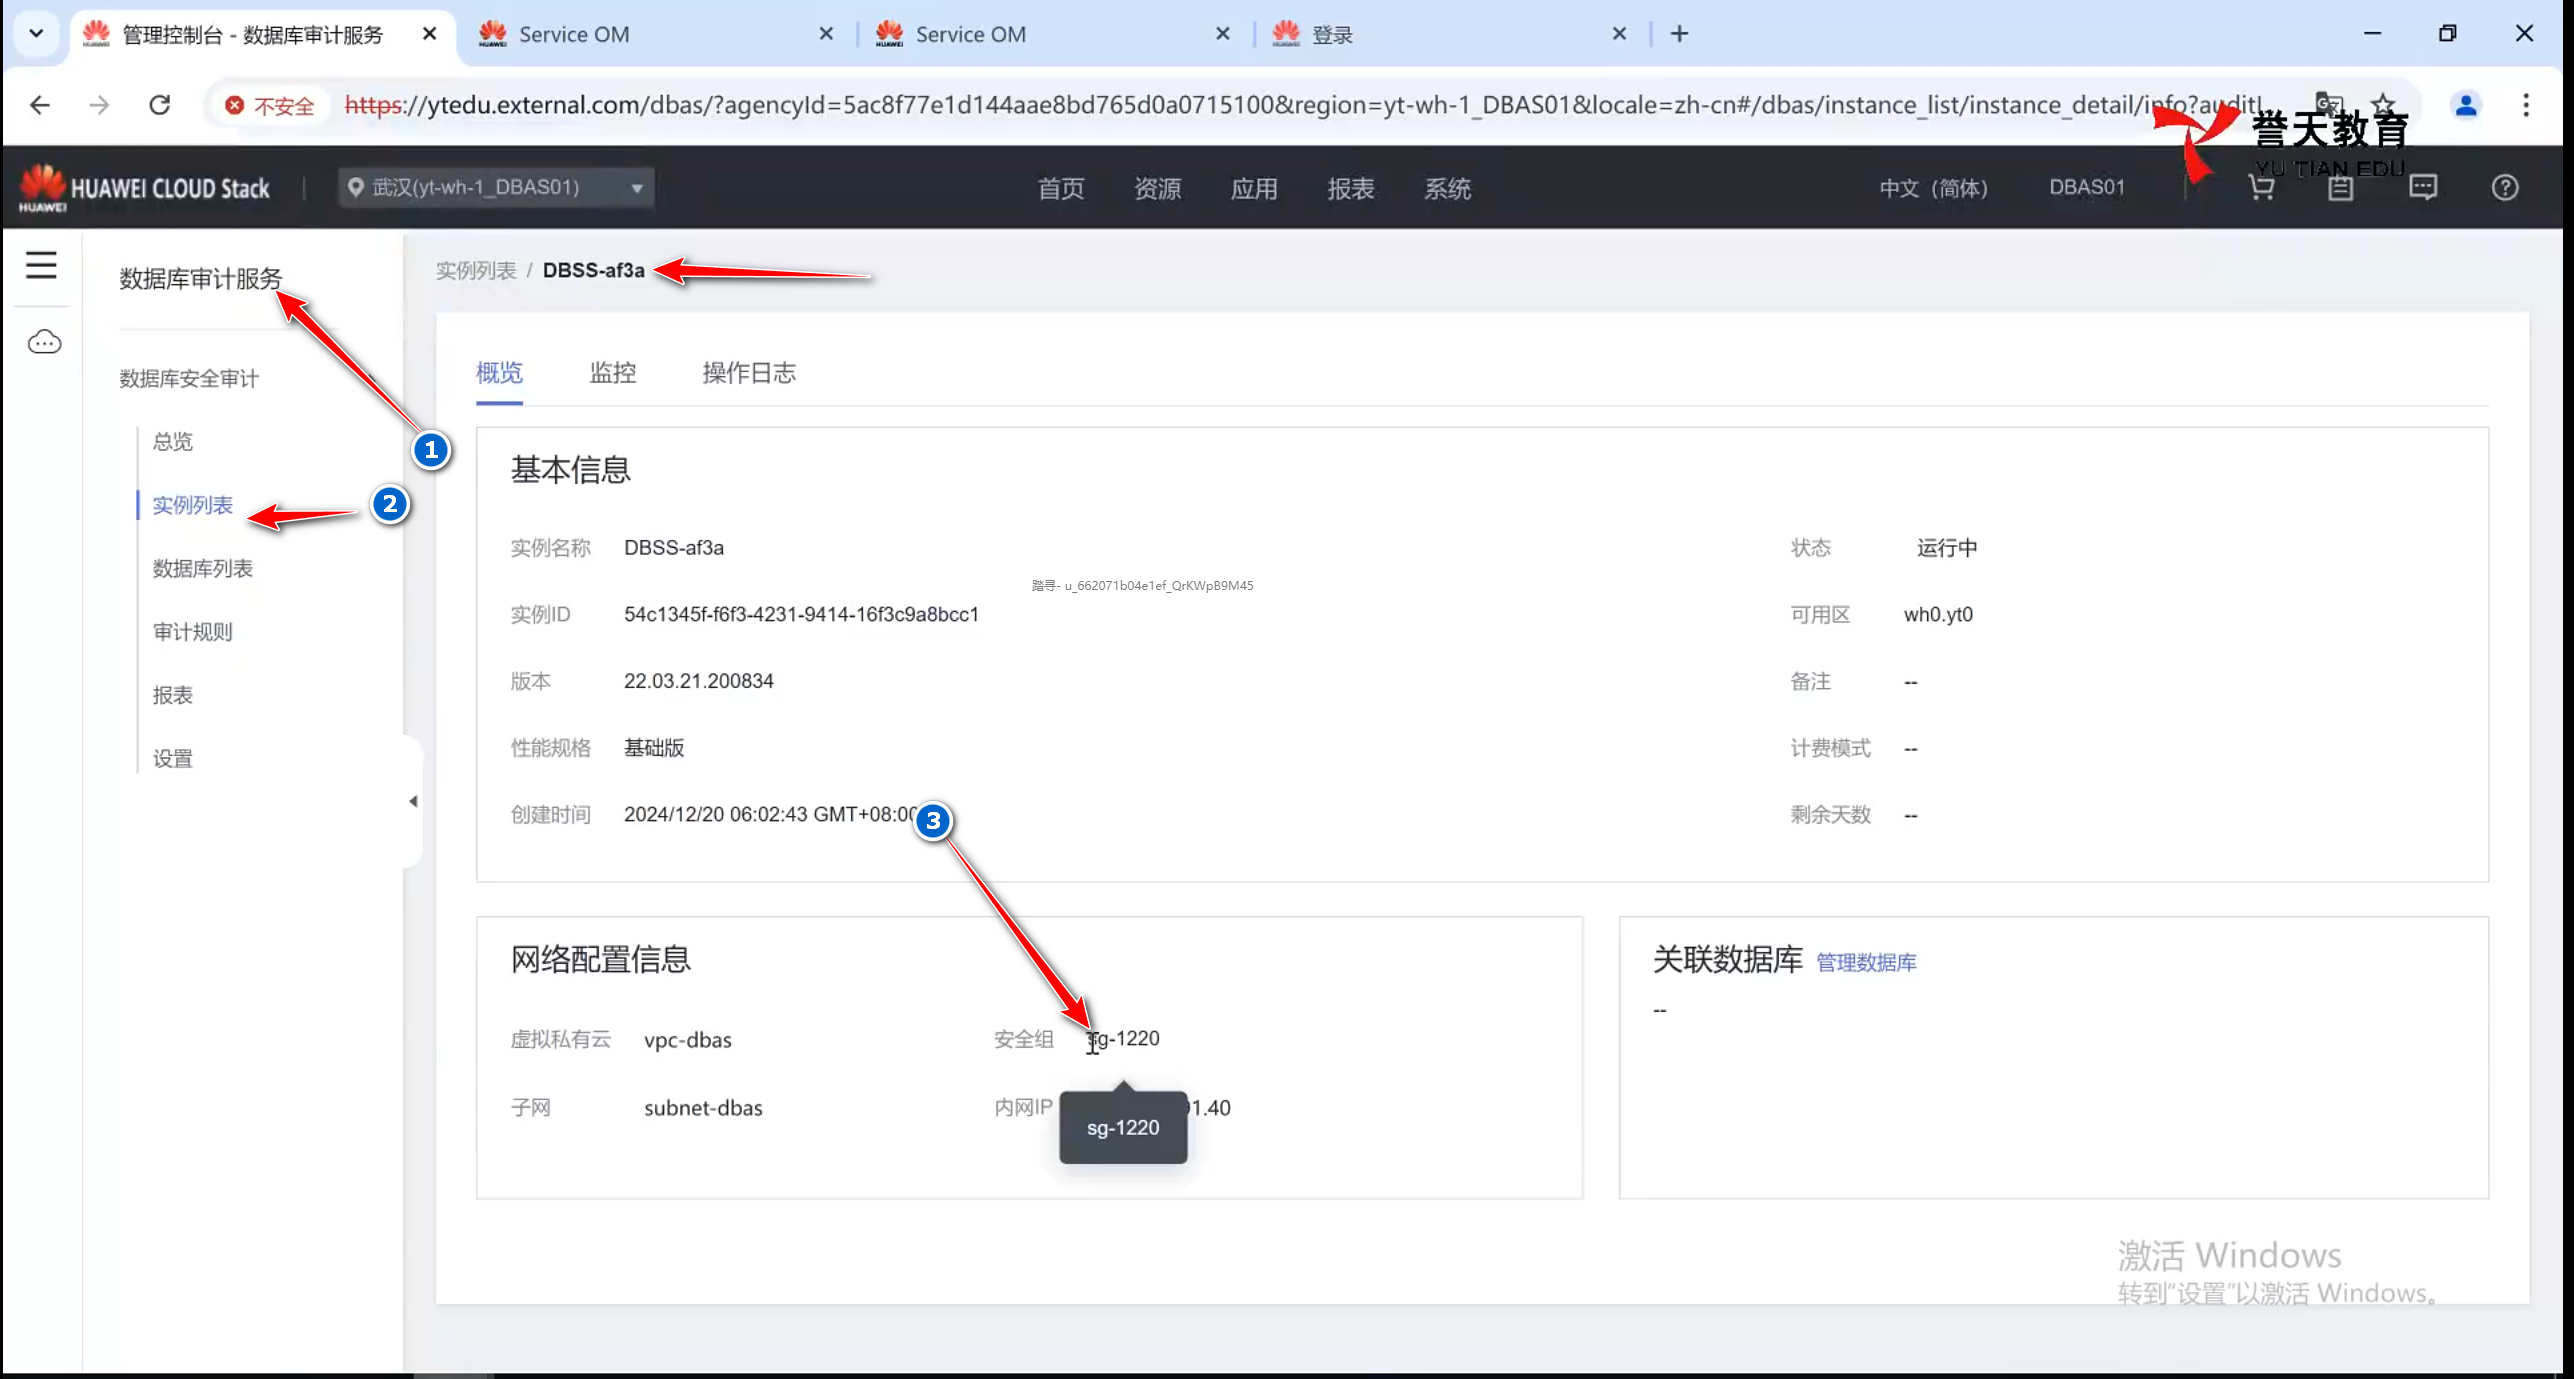 管理控制台 - 数据库审计服务
Service OM
Service OM
登录
不安全
https://ytedu.external.com/dbas/?agencyId=5ac8f77e1d144aae8bd765d0a0715100&region=yt-wh-1_DBAS01&locale=zh-cn#/dbas/instance_list/instance_detail/info?auditI
誉天教育
YU TIAN EDU
HUAWEI
HUAWEI CLOUD Stack
武汉(yt-wh-1_DBAS01)
首页
资源
应用
报表
系统
中文（简体）
DBAS01
数据库审计服务
数据库安全审计
总览
实例列表
数据库列表
审计规则
报表
设置
1
2
实例列表 / DBSS-af3a
概览
监控
操作日志
基本信息
实例名称 DBSS-af3a
状态 运行中
踏寻- u_662071b04e1ef_QrKWpB9M45
实例ID 54c1345f-f6f3-4231-9414-16f3c9a8bcc1
可用区 wh0.yt0
版本 22.03.21.200834
备注 --
性能规格 基础版
计费模式 --
创建时间 2024/12/20 06:02:43 GMT+08:00
3
剩余天数 --
网络配置信息
虚拟私有云 vpc-dbas
安全组 sg-1220
子网 subnet-dbas
内网IP 1.40
sg-1220
关联数据库 管理数据库
--
激活 Windows
转到"设置"以激活 Windows。